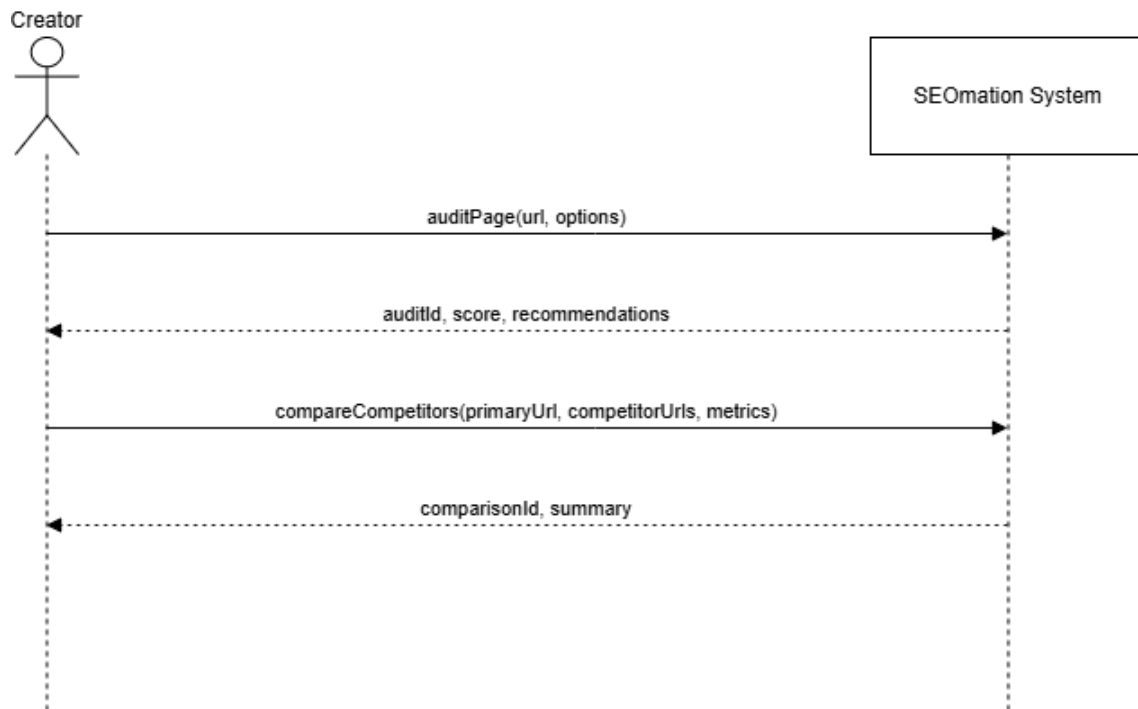 Creator
SEOmation System
auditPage(url, options)
auditId, score, recommendations
compareCompetitors(primaryUrl, competitorUrls, metrics)
comparisonId, summary